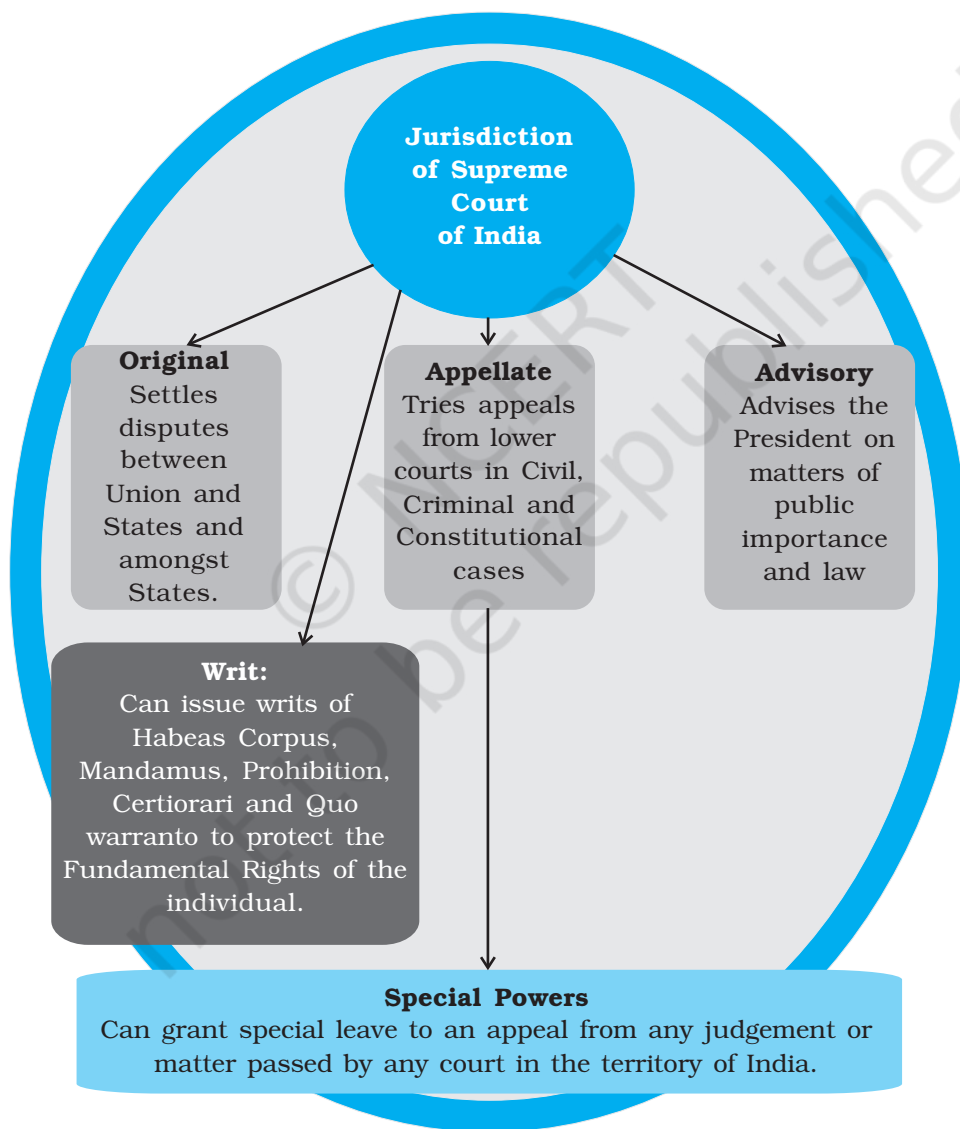 Jurisdiction
of Supreme
Court
of India
Original
Settles
disputes
between
Union and
States and
amongst
States.
Appellate
Tries appeals
from lower
courts in Civil,
Criminal and
Constitutional
cases
Advisory
Advises the
President on
matters of
public
importance
and law
Writ:
Can issue writs of
Habeas Corpus,
Mandamus, Prohibition,
Certiorari and Quo
warranto to protect the
Fundamental Rights of the
individual.
Special Powers
Can grant special leave to an appeal from any judgement or
matter passed by any court in the territory of India.
© NCERT
not to be republished